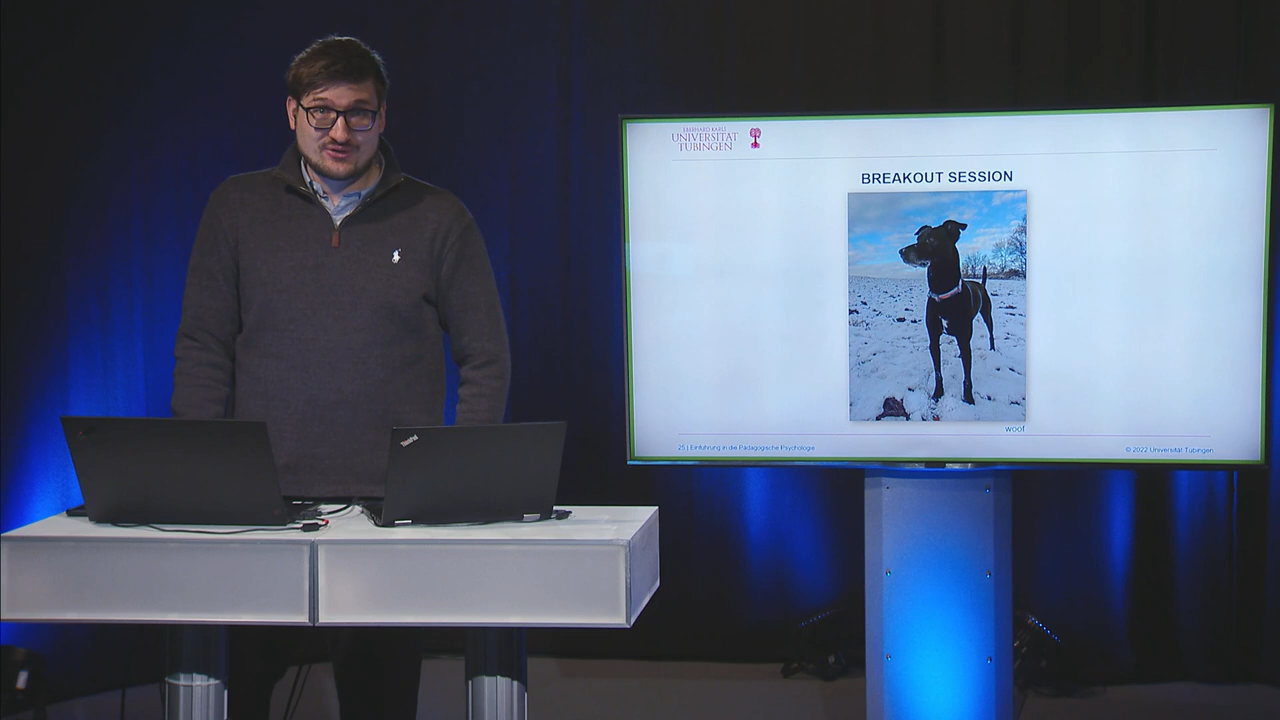 EBERHARD KARLS
UNIVERSITÄT
TÜBINGEN
BREAKOUT SESSION
woof
25 | Einführung in die Pädagogische Psychologie
© 2022 Universität Tübingen
ThinkPad